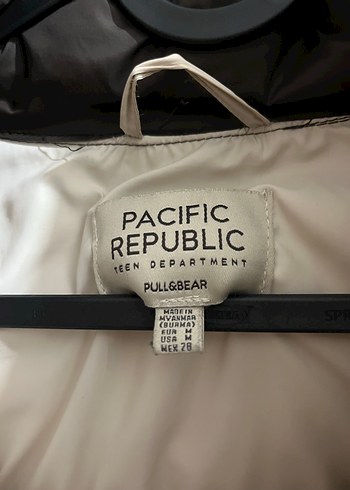 PACIFIC
REPUBLIC
TEEN DEPARTMENT
PULL&BEAR
MADE IN
MYANMAR
(BURMA)
EUR M
USA M
MEX 28